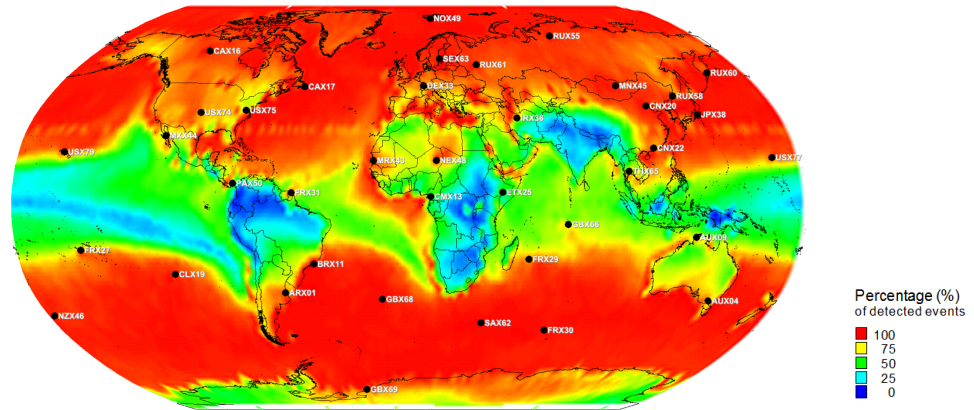 NOX49
RUX55
CAX16
SEX63
RUX61
RUX60
CAX17
DEX33
MNX45
RUX58
CNX20
USX74
USX75
IRX36
JPX38
MXX44
USX79
CNX22
MRX43
NEX48
USX77
THX65
PAX50
FRX31
CMX13
ETX25
GBX66
AUX09
FRX27
BRX11
FRX29
CLX19
ARX01
GBX68
AUX04
NZX46
SAX62
FRX30
GBX69
Percentage (%)
of detected events
100
75
50
25
0